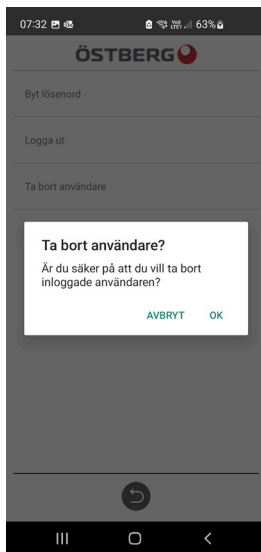 07:32 63%
ÖSTBERG
Byt lösenord
Logga ut
Ta bort användare
Ta bort användare?
Är du säker på att du vill ta bort
inloggade användaren?
AVBRYT OK